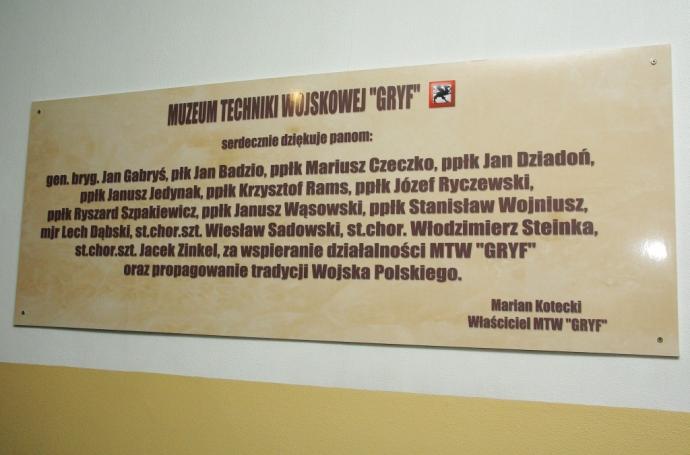 MUZEUM TECHNIKI WOJSKOWEJ "GRYF"
serdecznie dziękuje panom:
gen. bryg. Jan Gabryś, płk Jan Badzio, ppłk Mariusz Czeczko, ppłk Jan Dziadoń,
ppłk Janusz Jedynak, ppłk Krzysztof Rams, ppłk Józef Ryczewski,
ppłk Ryszard Szpakiewicz, ppłk Janusz Wąsowski, ppłk Stanisław Wojniusz,
mjr Lech Dąbski, st.chor.szt. Wiesław Sadowski, st.chor. Włodzimierz Steinka,
st.chor.szt. Jacek Zinkel, za wspieranie działalności MTW "GRYF"
oraz propagowanie tradycji Wojska Polskiego.
Marian Kotecki
Właściciel MTW "GRYF"